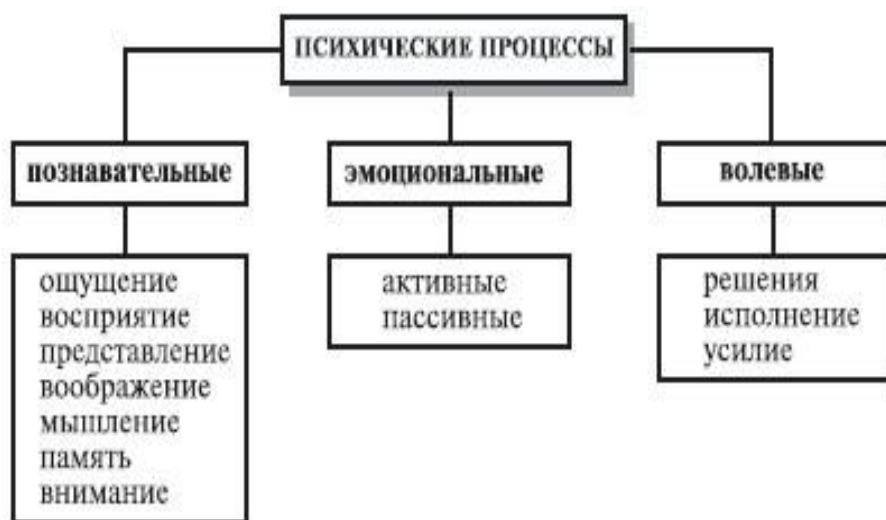 ПСИХИЧЕСКИЕ ПРОЦЕССЫ
познавательные
эмоциональные
волевые
ощущение
восприятие
представление
воображение
мышление
память
внимание
активные
пассивные
решения
исполнение
усилие